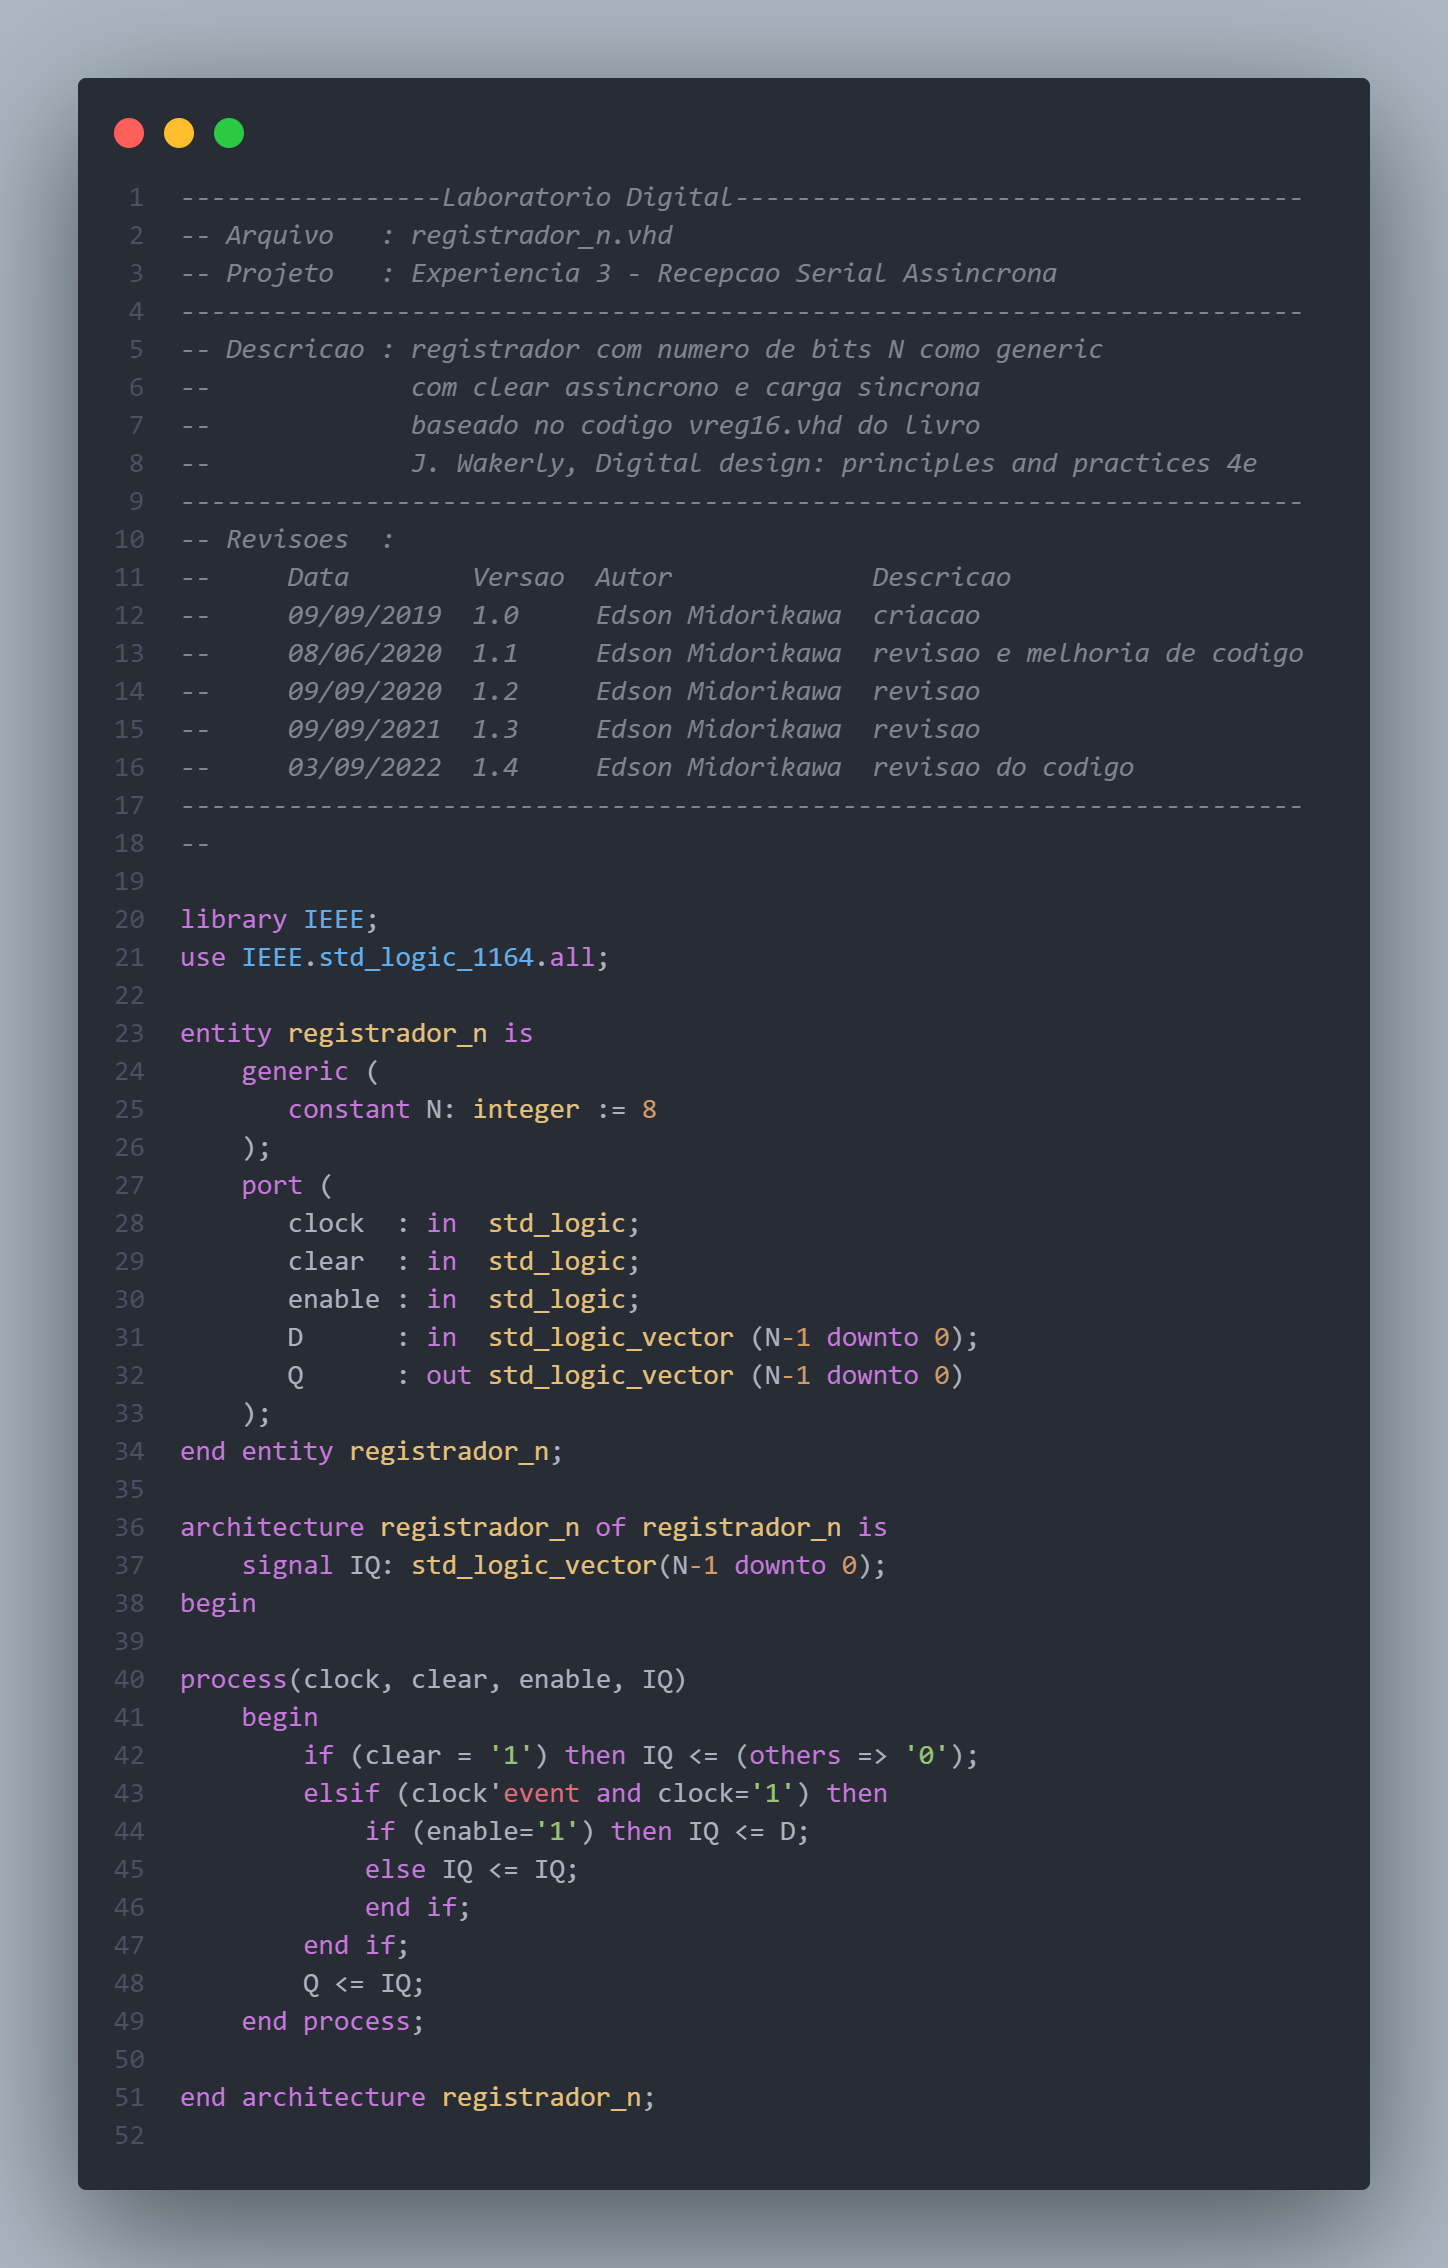 1 -----------------Laboratorio Digital-------------------------------------
2 -- Arquivo   : registrador_n.vhd
3 -- Projeto   : Experiencia 3 - Recepcao Serial Assincrona
4 -------------------------------------------------------------------------
5 -- Descricao : registrador com numero de bits N como generic
6 --             com clear assincrono e carga sincrona
7 --             baseado no codigo vreg16.vhd do livro
8 --             J. Wakerly, Digital design: principles and practices 4e
9 -------------------------------------------------------------------------
10 -- Revisoes  :
11 --     Data        Versao  Autor             Descricao
12 --     09/09/2019  1.0     Edson Midorikawa  criacao
13 --     08/06/2020  1.1     Edson Midorikawa  revisao e melhoria de codigo
14 --     09/09/2020  1.2     Edson Midorikawa  revisao
15 --     09/09/2021  1.3     Edson Midorikawa  revisao
16 --     03/09/2022  1.4     Edson Midorikawa  revisao do codigo
17 -------------------------------------------------------------------------
18 --
19
20 library IEEE;
21 use IEEE.std_logic_1164.all;
22
23 entity registrador_n is
24     generic (
25        constant N: integer := 8
26     );
27     port (
28        clock  : in  std_logic;
29        clear  : in  std_logic;
30        enable : in  std_logic;
31        D      : in  std_logic_vector (N-1 downto 0);
32        Q      : out std_logic_vector (N-1 downto 0)
33     );
34 end entity registrador_n;
35
36 architecture registrador_n of registrador_n is
37     signal IQ: std_logic_vector(N-1 downto 0);
38 begin
39
40 process(clock, clear, enable, IQ)
41     begin
42         if (clear = '1') then IQ <= (others => '0');
43         elsif (clock'event and clock='1') then
44             if (enable='1') then IQ <= D;
45             else IQ <= IQ;
46             end if;
47         end if;
48         Q <= IQ;
49     end process;
50
51 end architecture registrador_n;
52